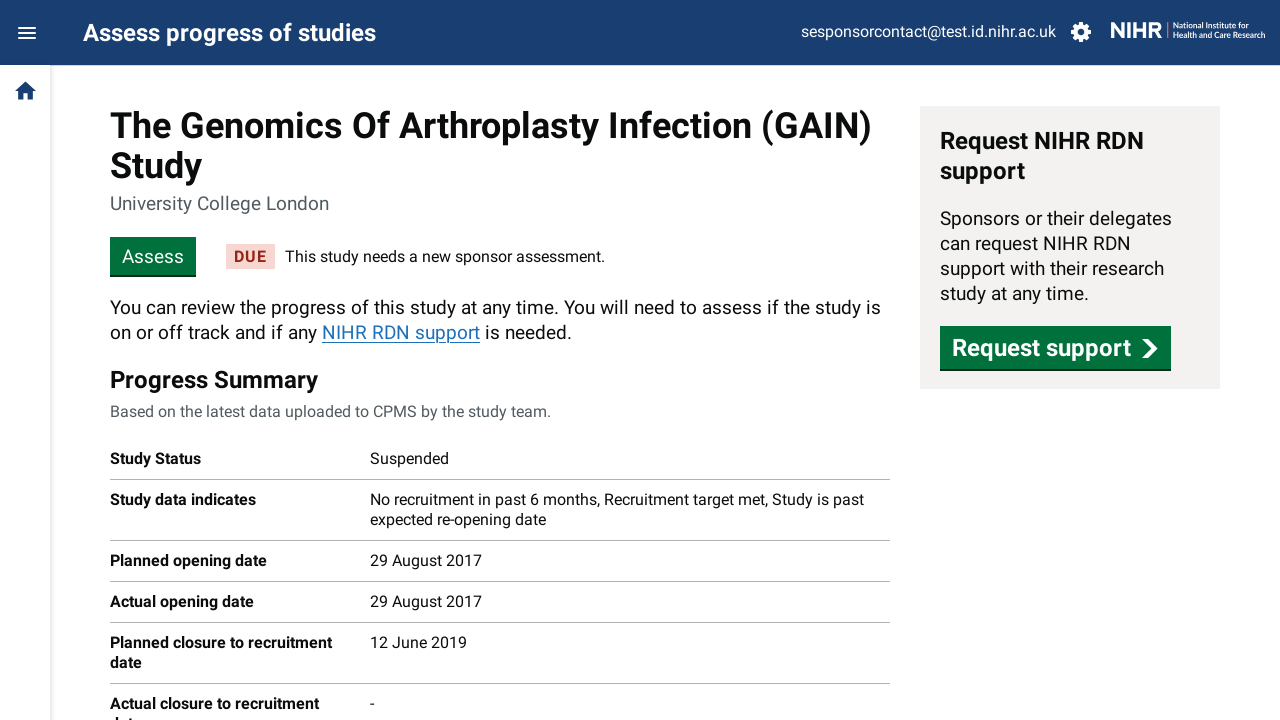 Assess progress of studies
sesponsorcontact@test.id.nihr.ac.uk
NIHR
National Institute for
Health and Care Research
The Genomics Of Arthroplasty Infection (GAIN)
Study
University College London
Assess
DUE
This study needs a new sponsor assessment.
You can review the progress of this study at any time. You will need to assess if the study is
on or off track and if any NIHR RDN support is needed.
Progress Summary
Based on the latest data uploaded to CPMS by the study team.
Study Status
Suspended
Study data indicates
No recruitment in past 6 months, Recruitment target met, Study is past
expected re-opening date
Planned opening date
29 August 2017
Actual opening date
29 August 2017
Planned closure to recruitment
date
12 June 2019
Actual closure to recruitment
-
Request NIHR RDN
support
Sponsors or their delegates
can request NIHR RDN
support with their research
study at any time.
Request support